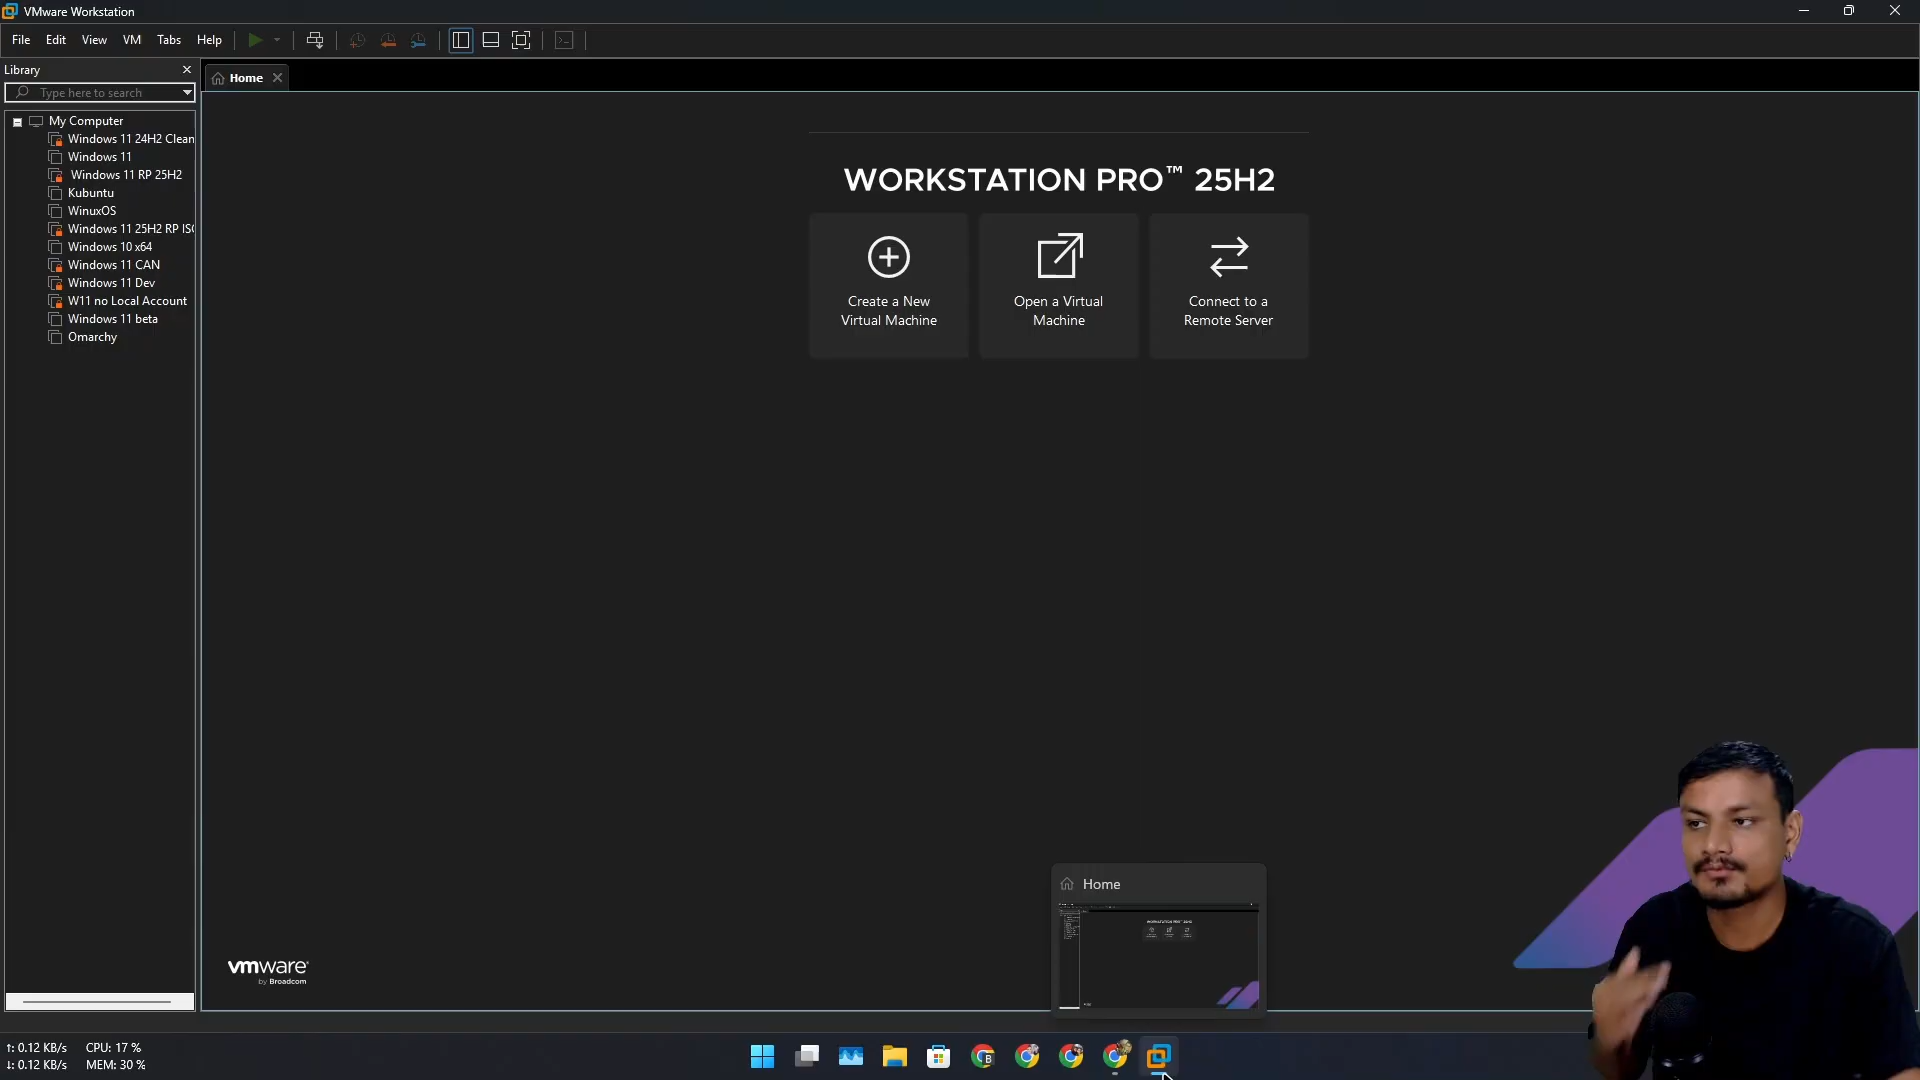 VMware Workstation
File Edit View VM Tabs Help
Library
Type here to search
Home
My Computer
Windows 11 24H2 Clean
Windows 11
Windows 11 RP 25H2
Kubuntu
WinuxOS
Windows 11 25H2 RP IS
Windows 10 x64
Windows 11 CAN
Windows 11 Dev
W11 no Local Account
Windows 11 beta
Omarchy
WORKSTATION PRO™ 25H2
Create a New
Virtual Machine
Open a Virtual
Machine
Connect to a
Remote Server
vmware®
by Broadcom
Home
WORKSTATION PRO™ 25H2
↑: 0.12 KB/s CPU: 17 %
↓: 0.12 KB/s MEM: 30 %
B